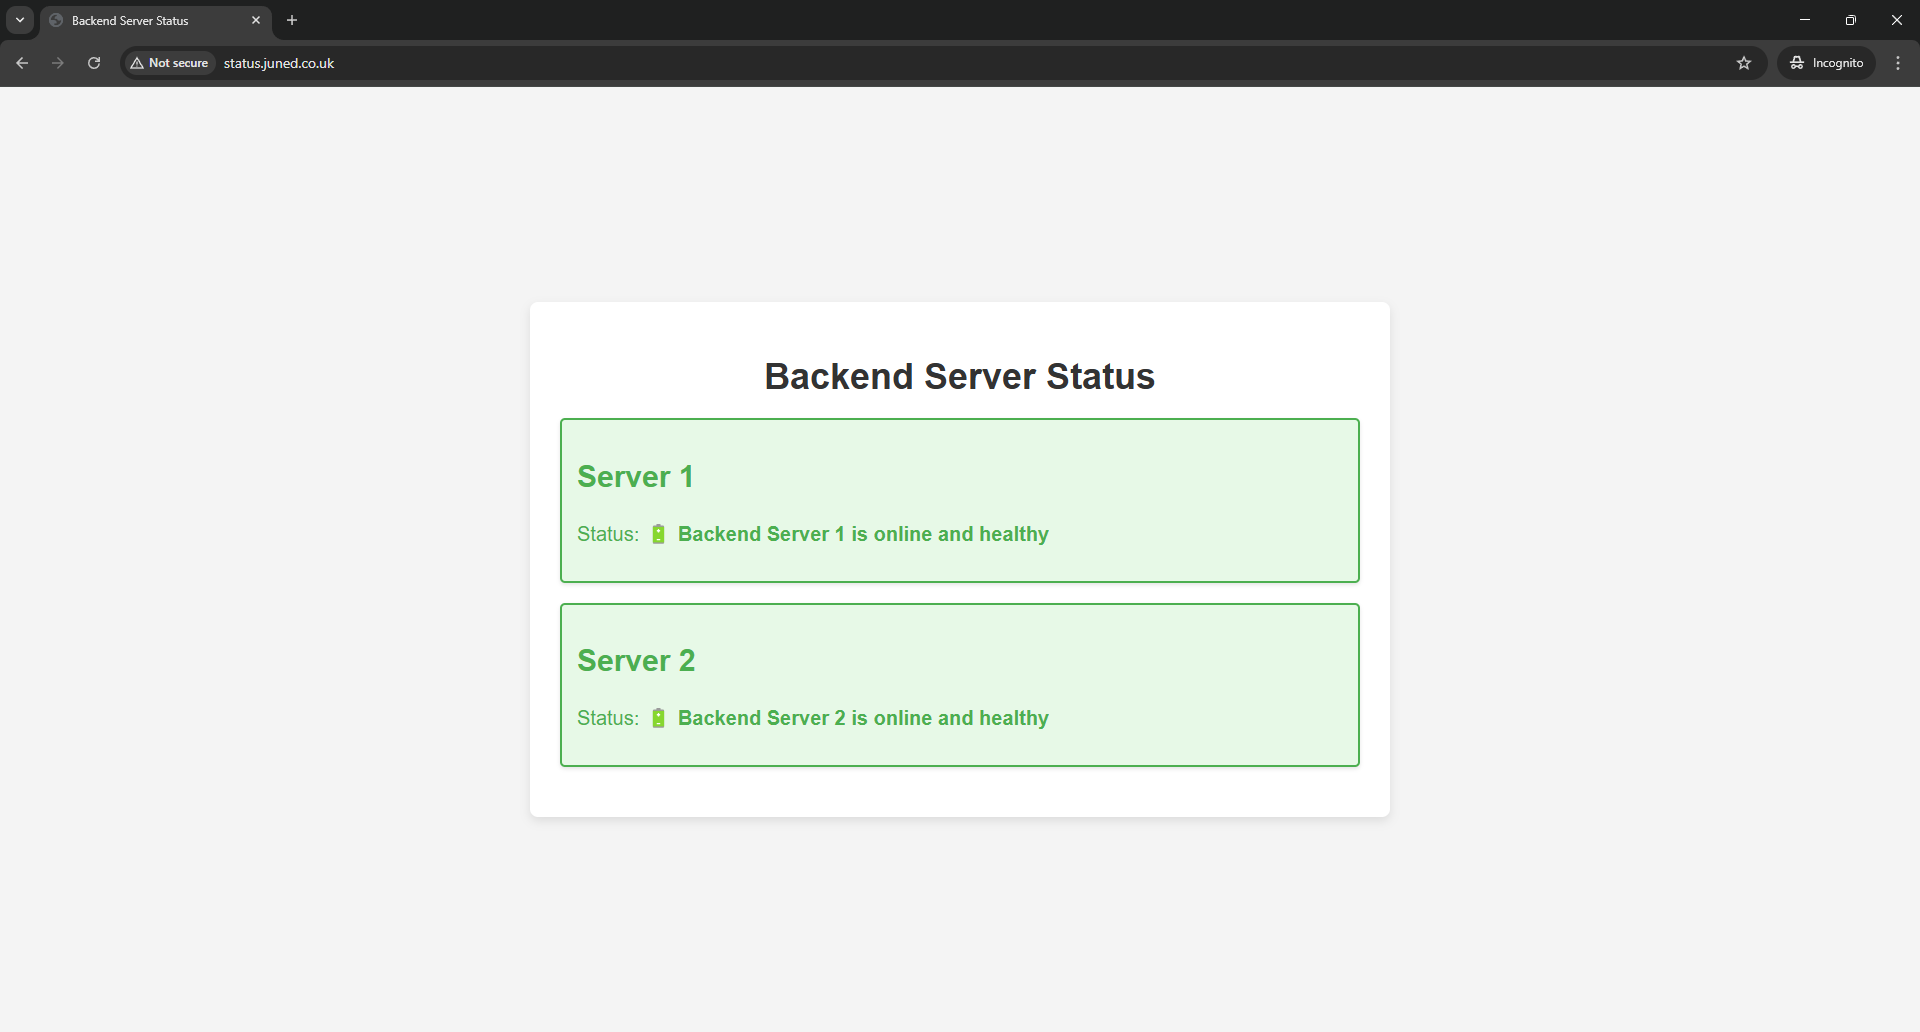 Backend Server Status
Not secure
status.juned.co.uk
Incognito
Backend Server Status
Server 1
Status: 🔋 Backend Server 1 is online and healthy
Server 2
Status: 🔋 Backend Server 2 is online and healthy